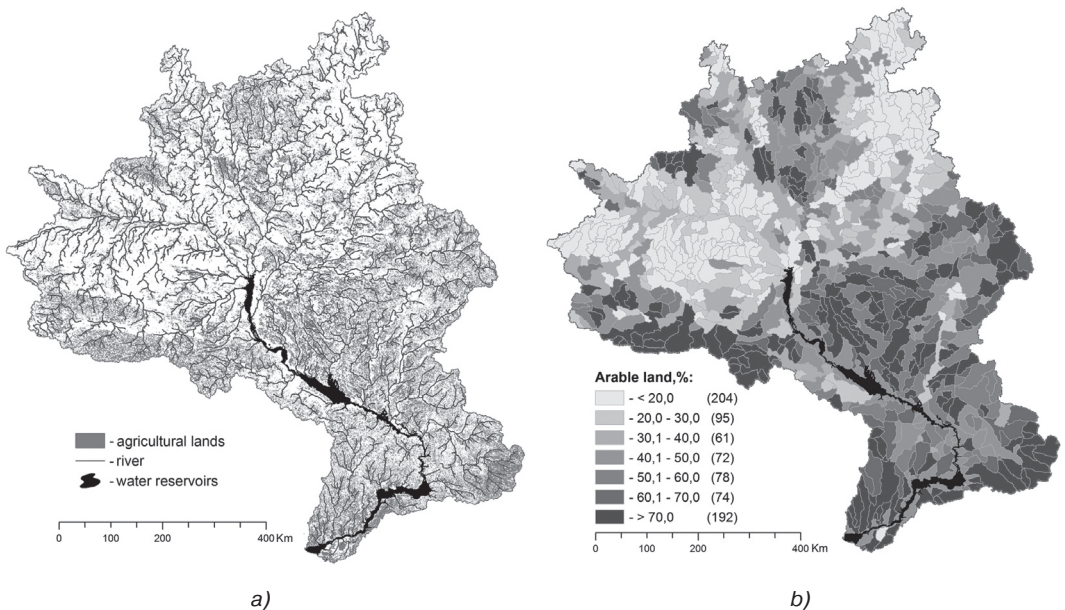 - agricultural lands
- river
- water reservoirs
0 100 200 400 Km
a)
Arable land,%:
- < 20,0 (204)
- 20,0 - 30,0 (95)
- 30,1 - 40,0 (61)
- 40,1 - 50,0 (72)
- 50,1 - 60,0 (78)
- 60,1 - 70,0 (74)
- > 70,0 (192)
0 100 200 400 Km
b)